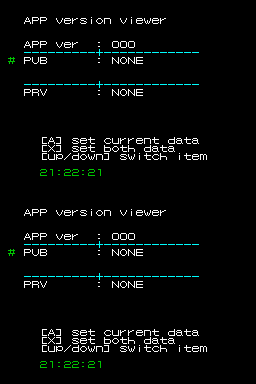 APP version viewer
APP ver : 000
--------------+----------------
# PUB : NONE
--------------+----------------
PRV : NONE
[A] set current data
[X] set both data
[up/down] switch item
21:22:21
APP version viewer
APP ver : 000
--------------+----------------
# PUB : NONE
--------------+----------------
PRV : NONE
[A] set current data
[X] set both data
[up/down] switch item
21:22:21